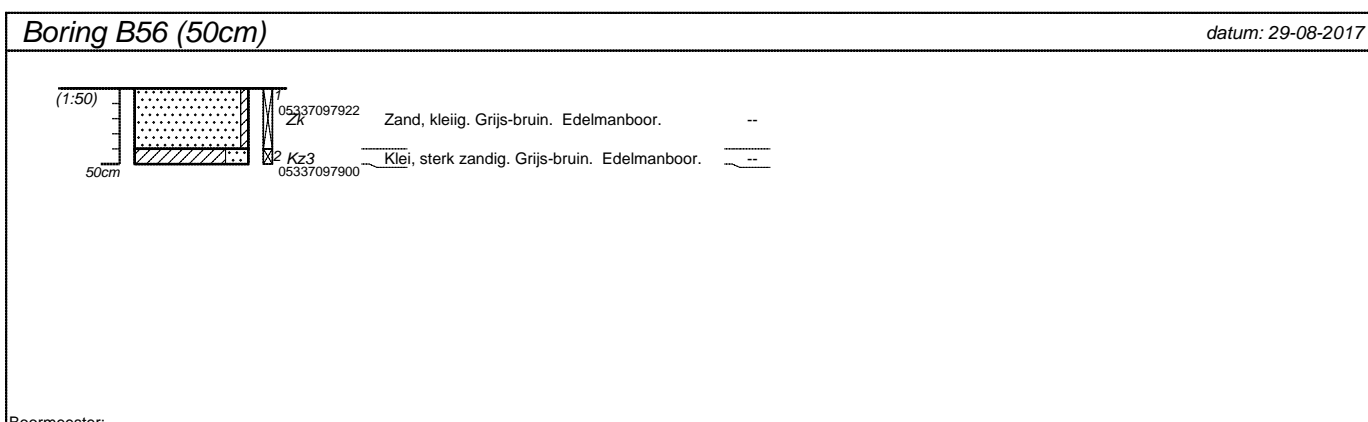 Boring B56 (50cm) datum: 29-08-2017
(1:50)
1
05337097922
Zk Zand, kleiig. Grijs-bruin. Edelmanboor. --
2 Kz3 Klei, sterk zandig. Grijs-bruin. Edelmanboor. --
50cm 05337097900